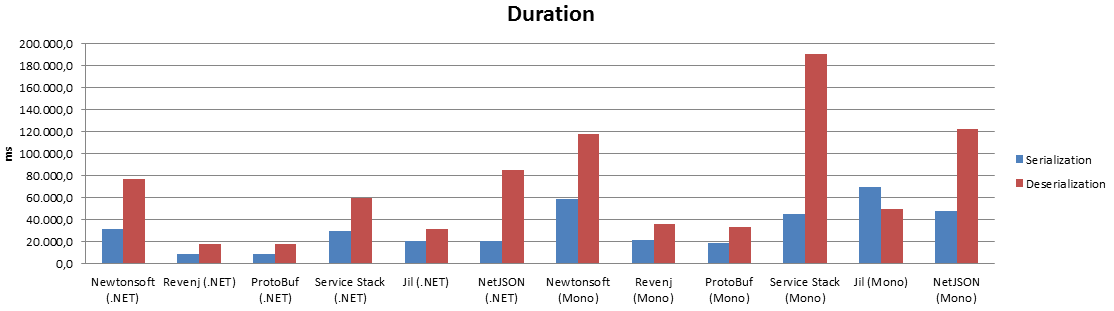 Duration
200.000,0
180.000,0
160.000,0
140.000,0
120.000,0
100.000,0
80.000,0
60.000,0
40.000,0
20.000,0
0,0
ms
Newtonsoft
(.NET)
Revenj (.NET)
ProtoBuf
(.NET)
Service Stack
(.NET)
Jil (.NET)
NetJSON
(.NET)
Newtonsoft
(Mono)
Revenj
(Mono)
ProtoBuf
(Mono)
Service Stack
(Mono)
Jil (Mono)
NetJSON
(Mono)
Serialization
Deserialization